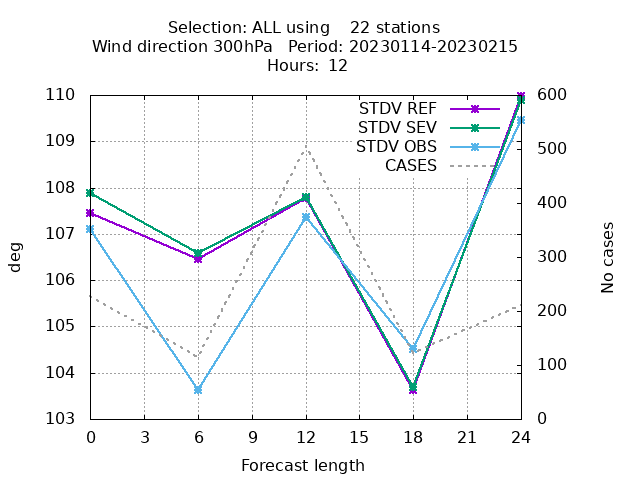 Selection: ALL using    22 stations
Wind direction 300hPa   Period: 20230114-20230215
Hours:  12
110
109
108
107
106
105
104
103
deg
STDV REF
STDV SEV
STDV OBS
CASES
600
500
400
300
200
100
0
No cases
0 3 6 9 12 15 18 21 24
Forecast length